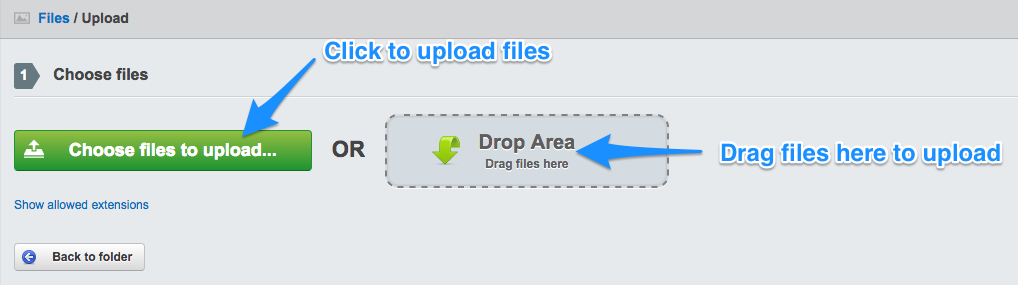 Files / Upload
Click to upload files
1 Choose files
Choose files to upload...
OR
Drop Area
Drag files here
Drag files here to upload
Show allowed extensions
Back to folder